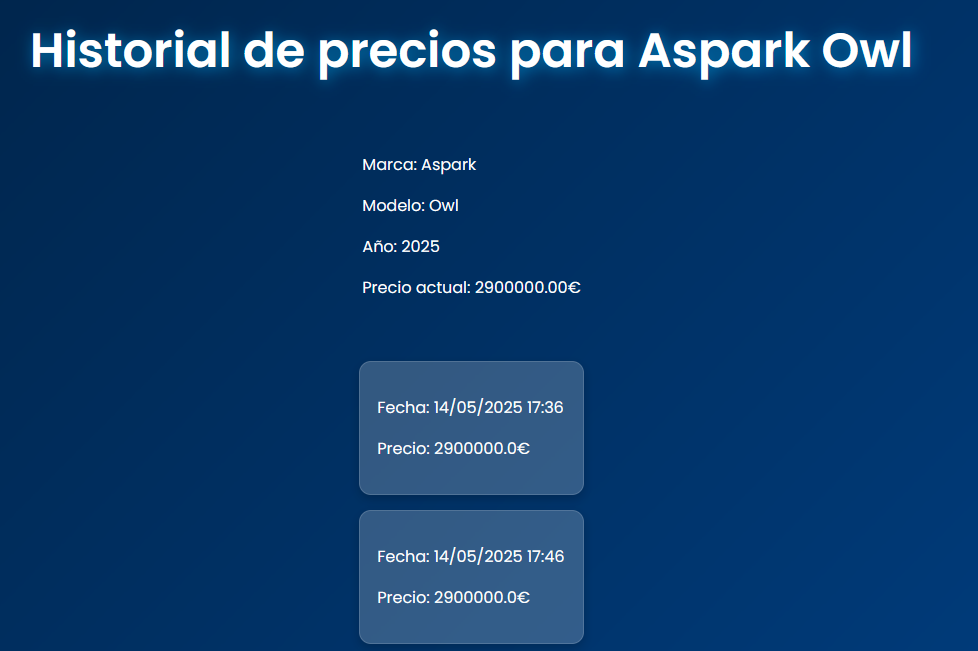 Historial de precios para Aspark Owl
Marca: Aspark
Modelo: Owl
Año: 2025
Precio actual: 2900000.00€
Fecha: 14/05/2025 17:36
Precio: 2900000.0€
Fecha: 14/05/2025 17:46
Precio: 2900000.0€